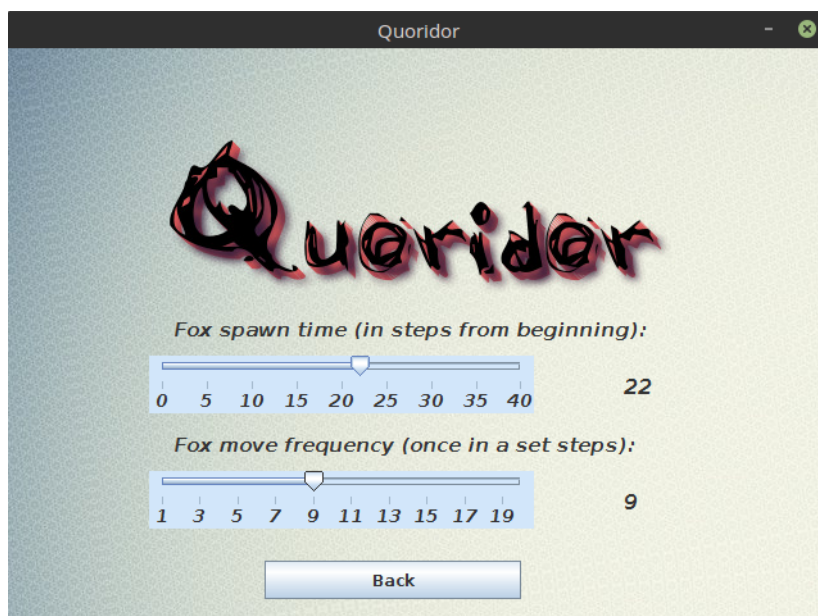 Quoridor
Quoridor
Fox spawn time (in steps from beginning):
0 5 10 15 20 25 30 35 40
22
Fox move frequency (once in a set steps):
1 3 5 7 9 11 13 15 17 19
9
Back